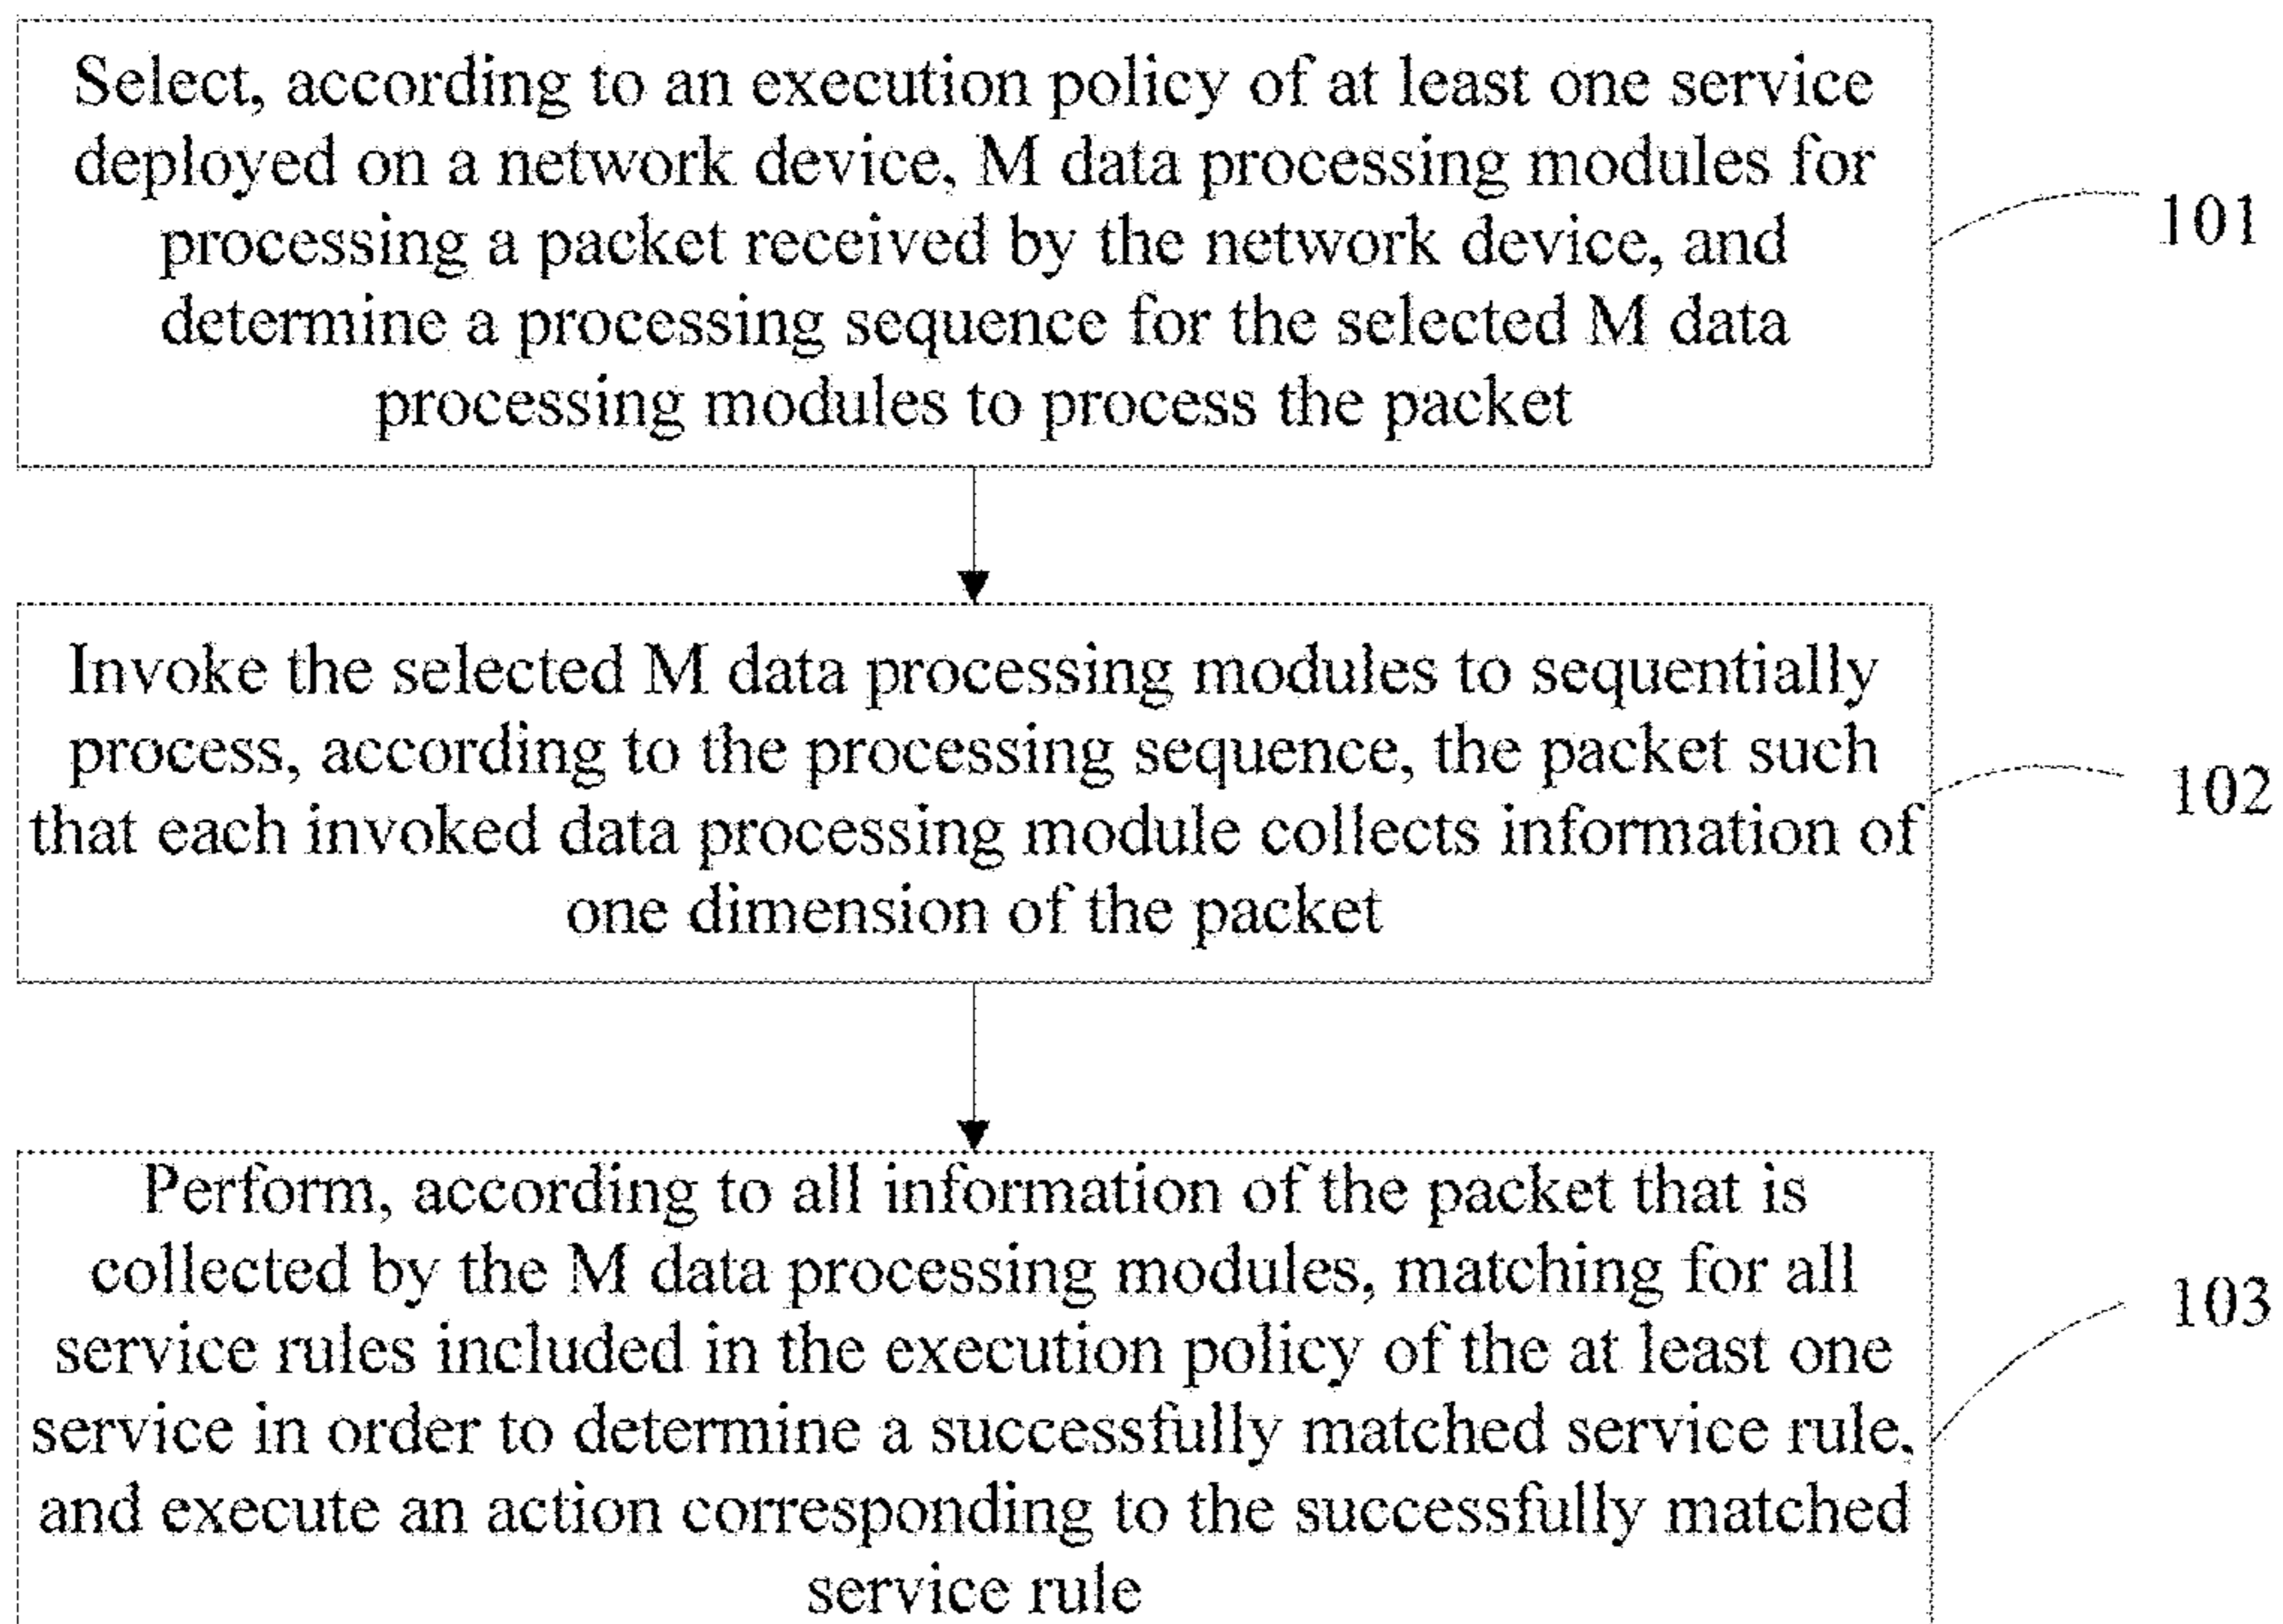 Select, according to an execution policy of at least one service
deployed on a network device, M data processing modules for
processing a packet received by the network device, and
determine a processing sequence for the selected M data
processing modules to process the packet
101
Invoke the selected M data processing modules to sequentially
process, according to the processing sequence, the packet such
that each invoked data processing module collects information of
one dimension of the packet
102
Perform, according to all information of the packet that is
collected by the M data processing modules, matching for all
service rules included in the execution policy of the at least one
service in order to determine a successfully matched service rule,
and execute an action corresponding to the successfully matched
service rule
103